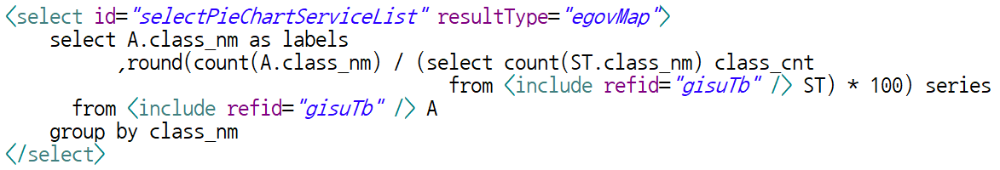 <select id="selectPieChartServiceList" resultType="egovMap">
select A.class_nm as labels
,round(count(A.class_nm) / (select count(ST.class_nm) class_cnt
from <include refid="gisuTb" /> ST) * 100) series
from <include refid="gisuTb" /> A
group by class_nm
</select>